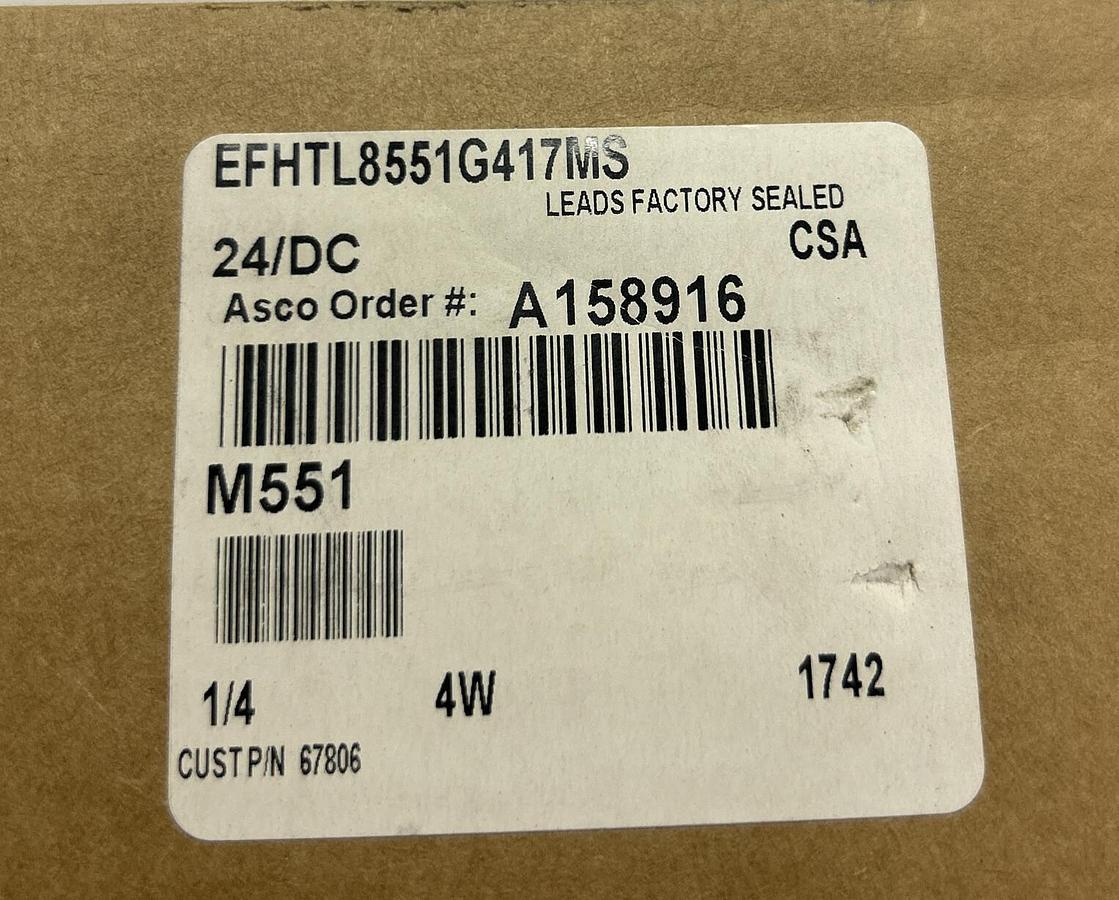 EFHTL8551G417MS
LEADS FACTORY SEALED
24/DC
CSA
Asco Order #: A158916
M551
1/4 4W 1742
CUST P/N 67806